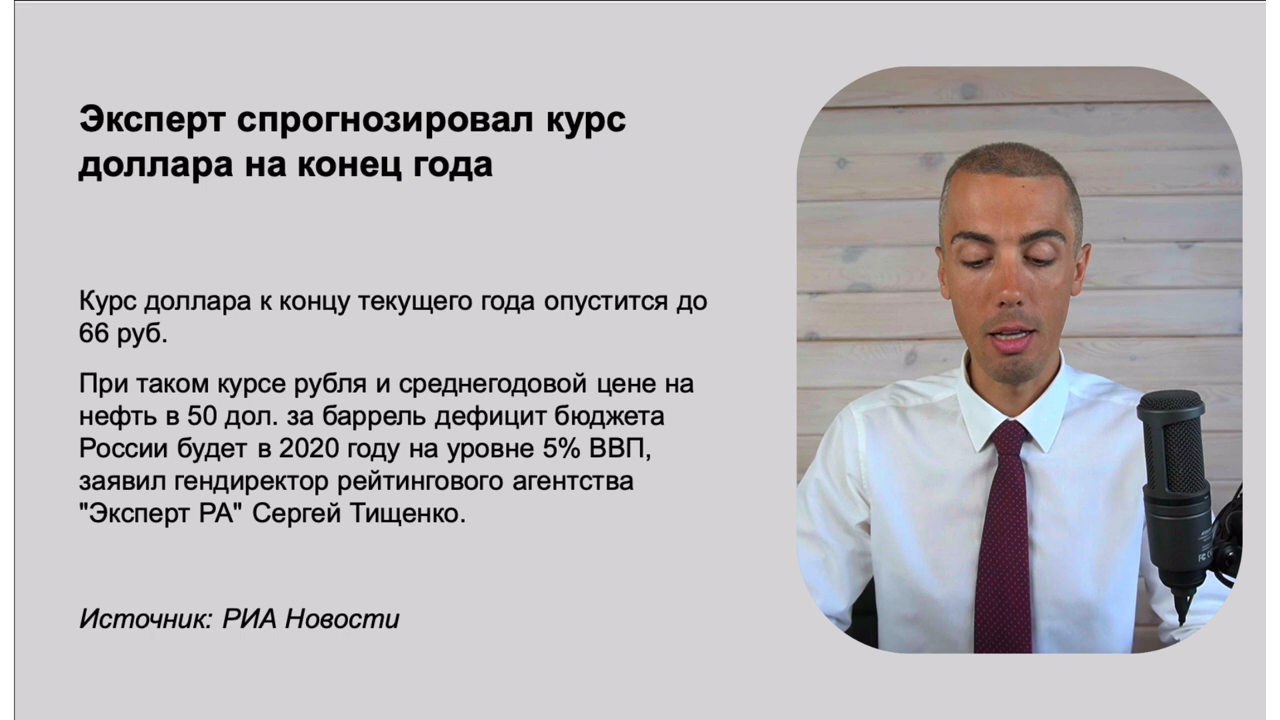 Эксперт спрогнозировал курс
доллара на конец года
Курс доллара к концу текущего года опустится до
66 руб.
При таком курсе рубля и среднегодовой цене на
нефть в 50 дол. за баррель дефицит бюджета
России будет в 2020 году на уровне 5% ВВП,
заявил гендиректор рейтингового агентства
"Эксперт РА" Сергей Тищенко.
Источник: РИА Новости